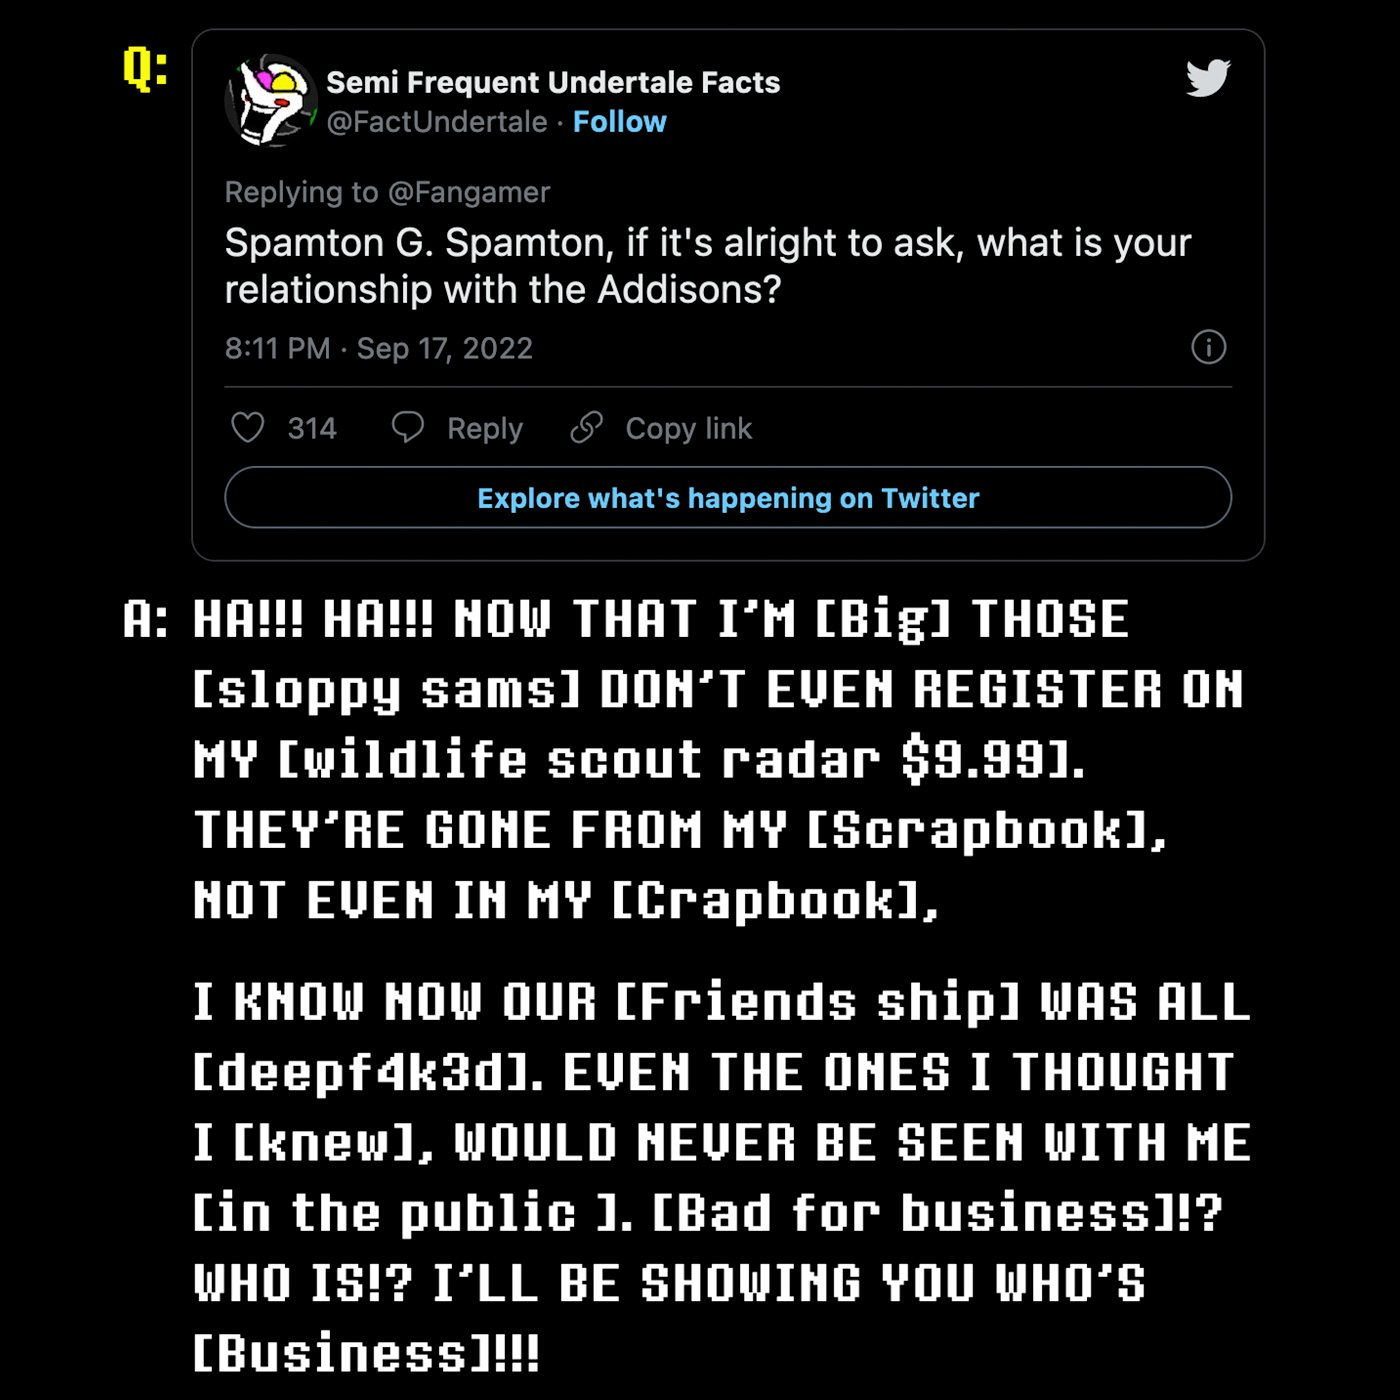 Q:
Semi Frequent Undertale Facts
@FactUndertale · Follow
Replying to @Fangamer
Spamton G. Spamton, if it's alright to ask, what is your
relationship with the Addisons?
8:11 PM · Sep 17, 2022
314 Reply Copy link
Explore what's happening on Twitter
A: HA!!! HA!!! NOW THAT I'M [Big] THOSE
[sloppy sams] DON'T EVEN REGISTER ON
MY [wildlife scout radar $9.99].
THEY'RE GONE FROM MY [Scrapbook],
NOT EVEN IN MY [Crapbook],
I KNOW NOW OUR [Friends ship] WAS ALL
[deepf4k3d]. EVEN THE ONES I THOUGHT
I [knew], WOULD NEVER BE SEEN WITH ME
[in the public ]. [Bad for business]!?
WHO IS!? I'LL BE SHOWING YOU WHO'S
[Business]!!!